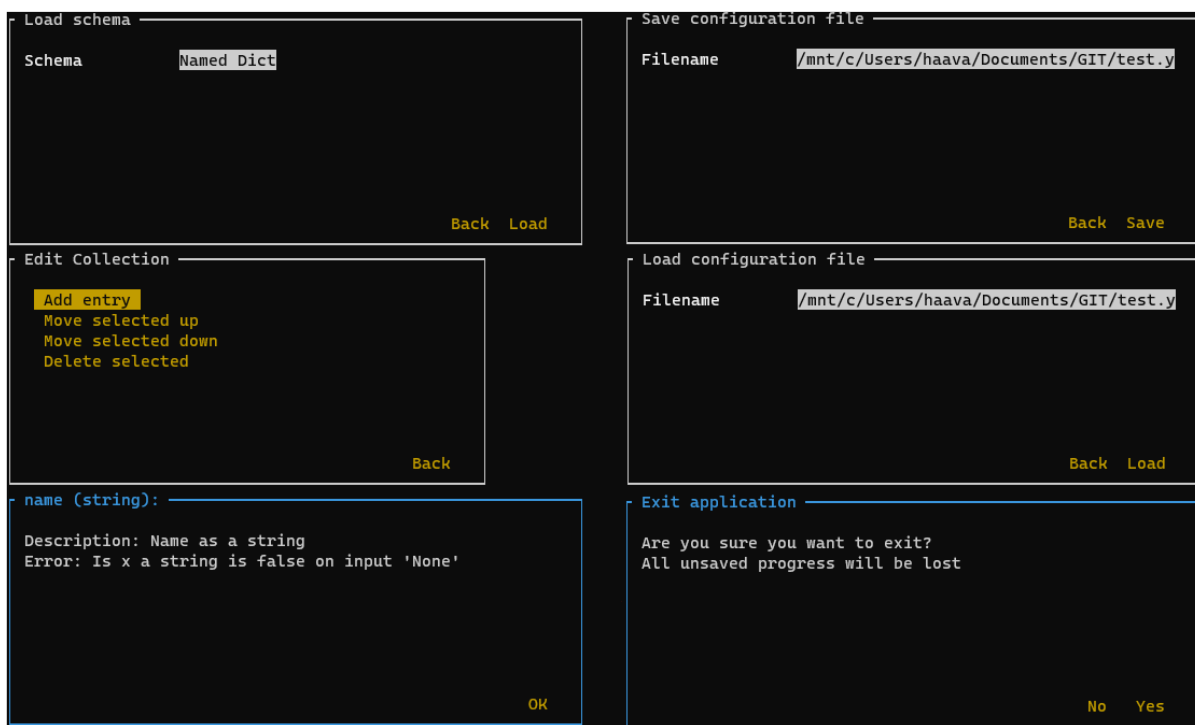 Load schema
Schema Named Dict
Back Load
Save configuration file
Filename /mnt/c/Users/haava/Documents/GIT/test.y
Back Save
Edit Collection
Add entry
Move selected up
Move selected down
Delete selected
Back
Load configuration file
Filename /mnt/c/Users/haava/Documents/GIT/test.y
Back Load
name (string):
Description: Name as a string
Error: Is x a string is false on input 'None'
OK
Exit application
Are you sure you want to exit?
All unsaved progress will be lost
No Yes